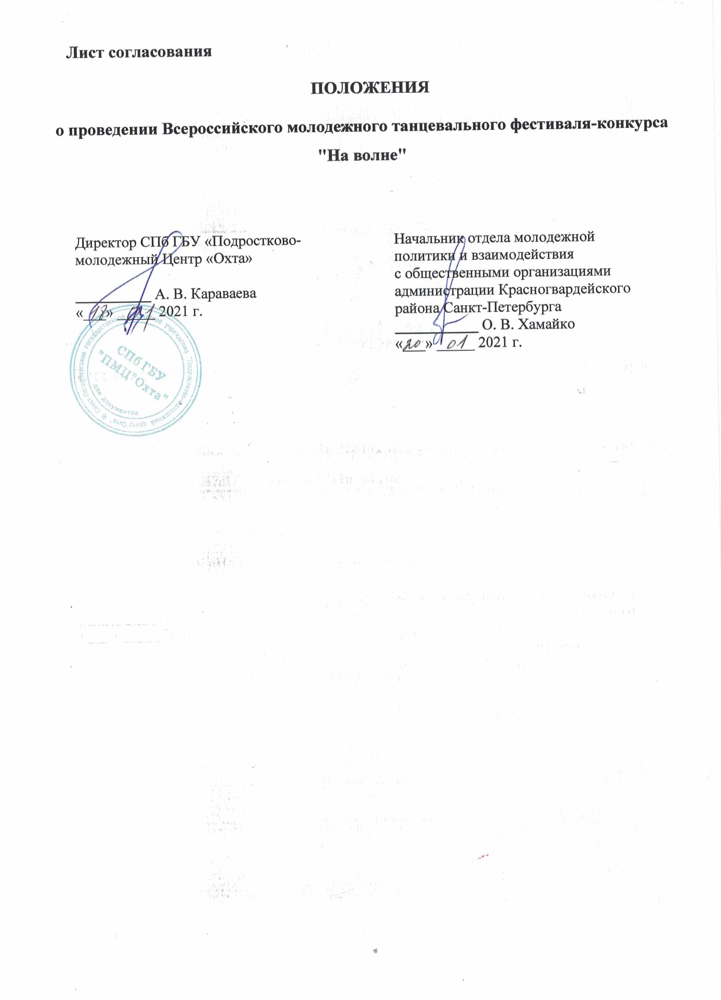 Лист согласования
ПОЛОЖЕНИЯ
о проведении Всероссийского молодежного танцевального фестиваля-конкурса
"На волне"
Директор СПб ГБУ «Подростково-
молодежный Центр «Охта»
____________ А. В. Караваева
«18» 01 2021 г.
Начальник отдела молодежной
политики и взаимодействия
с общественными организациями
администрации Красногвардейского
района Санкт-Петербурга
____________ О. В. Хамайко
«20» 01 2021 г.
Санкт-Петербургское государственное бюджетное учреждение "Подростково-молодежный центр "Охта" *
СПб ГБУ
"ПМЦ "Охта"
для документов